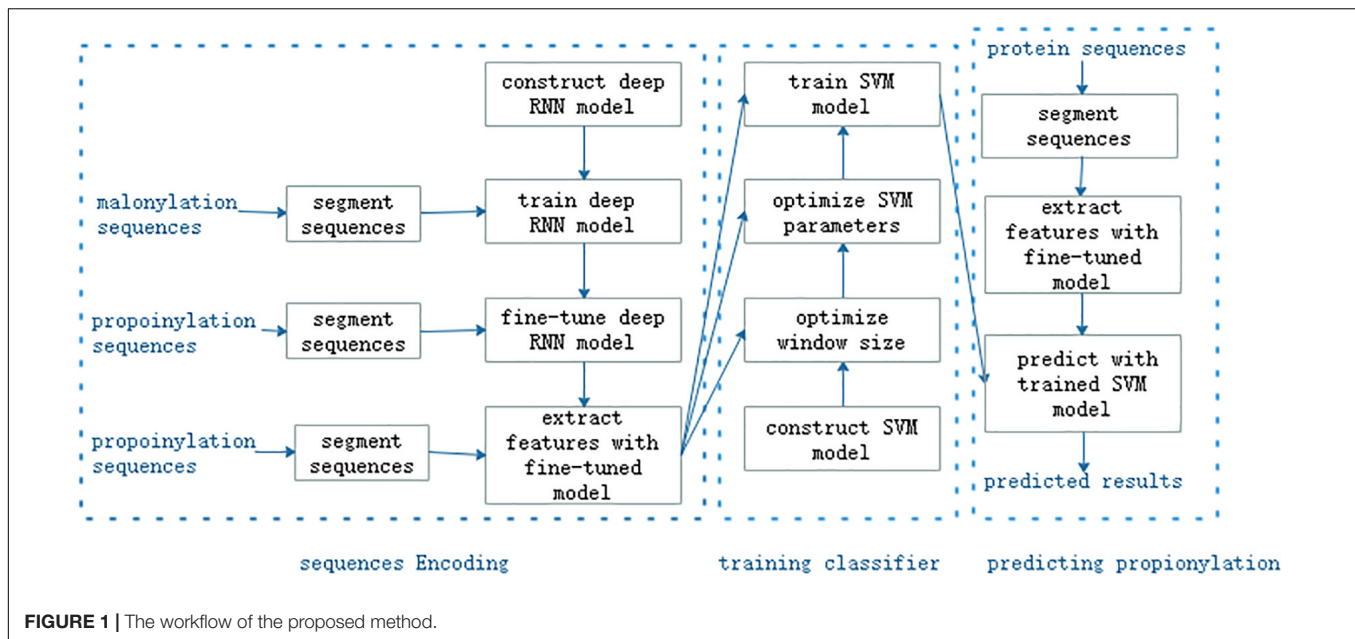 construct deep
RNN model
malonylation
sequences
segment
sequences
train deep
RNN model
propoinylation
sequences
segment
sequences
fine-tune deep
RNN model
propoinylation
sequences
segment
sequences
extract
features with
fine-tuned
model
sequences Encoding
train SVM
model
optimize SVM
parameters
optimize
window size
construct SVM
model
training classifier
protein sequences
segment
sequences
extract
features with
fine-tuned
model
predict with
trained SVM
model
predicted results
predicting propionylation
FIGURE 1 | The workflow of the proposed method.